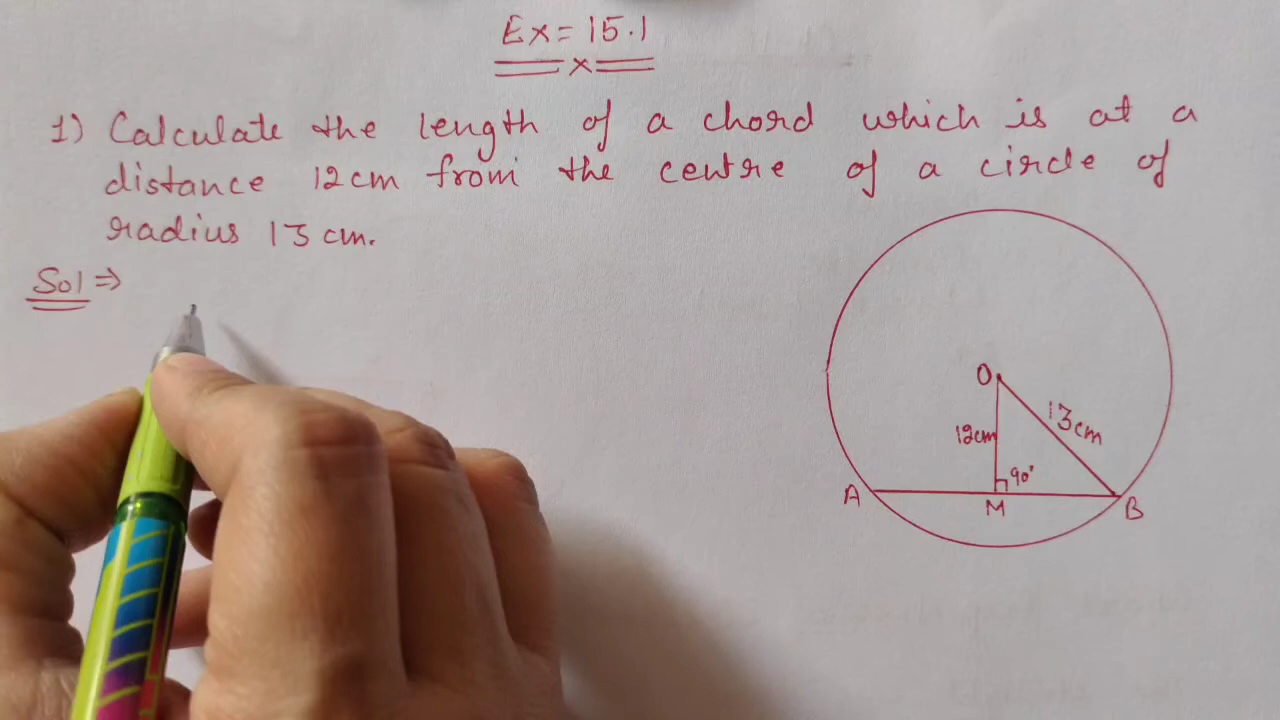 Ex = 15.1
1) Calculate the length of a chord which is at a
distance 12cm from the centre of a circle of
radius 13 cm.
Sol ⇒
O
12cm
13cm
90°
A
M
B